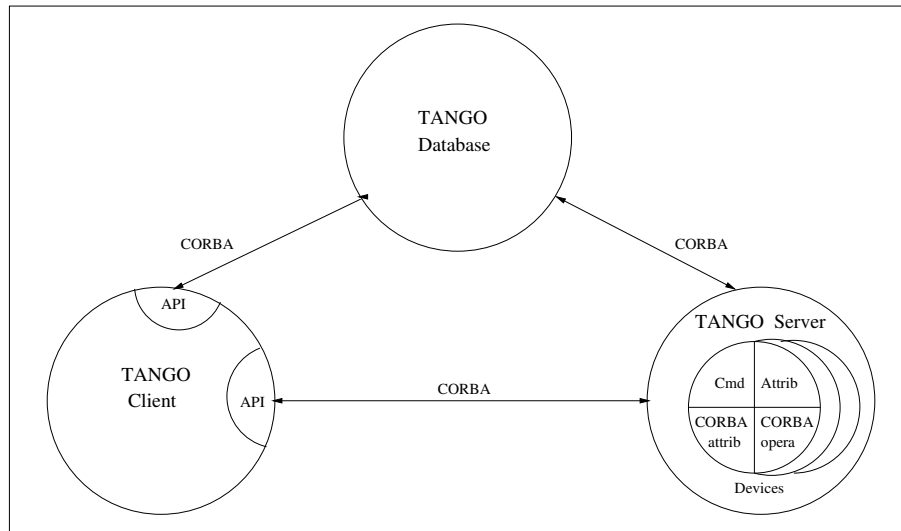 TANGO
Database
CORBA
CORBA
API
TANGO Server
TANGO
Client
API
CORBA
Cmd
Attrib
CORBA
attrib
CORBA
opera
Devices